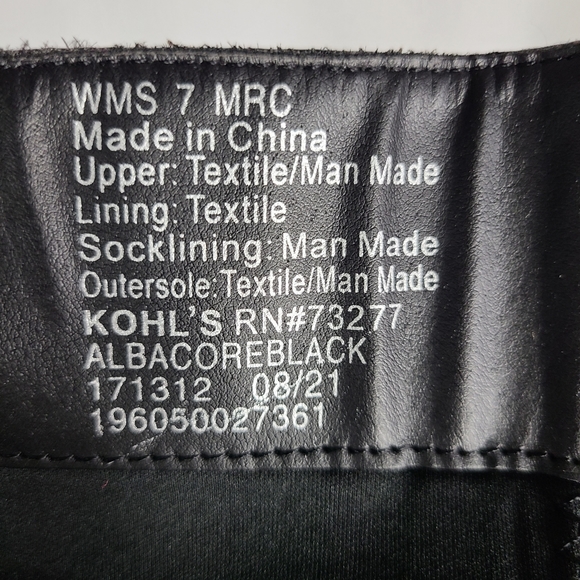 WMS 7 MRC
Made in China
Upper: Textile/Man Made
Lining: Textile
Socklining: Man Made
Outersole: Textile/Man Made
KOHL'S RN#73277
ALBACOREBLACK
171312 08/21
196050027361